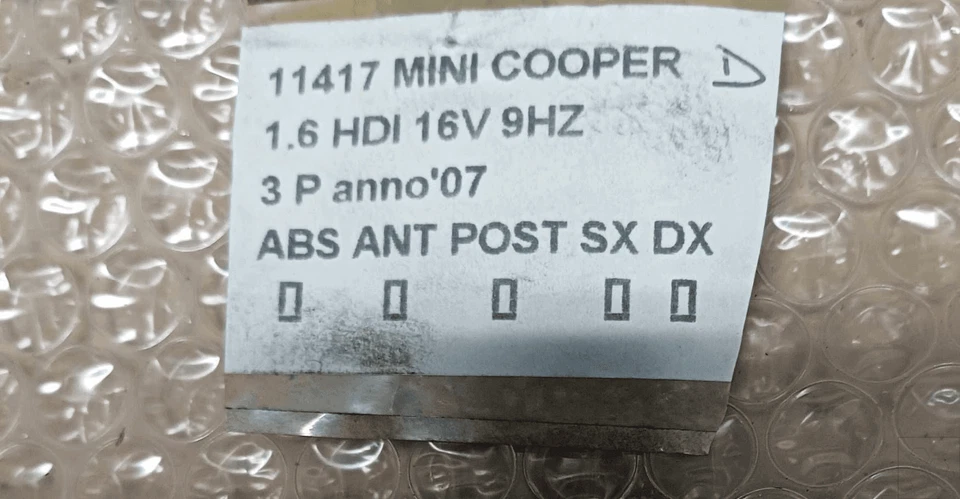 11417 MINI COOPER D
1.6 HDI 16V 9HZ
3 P anno'07
ABS ANT POST SX DX